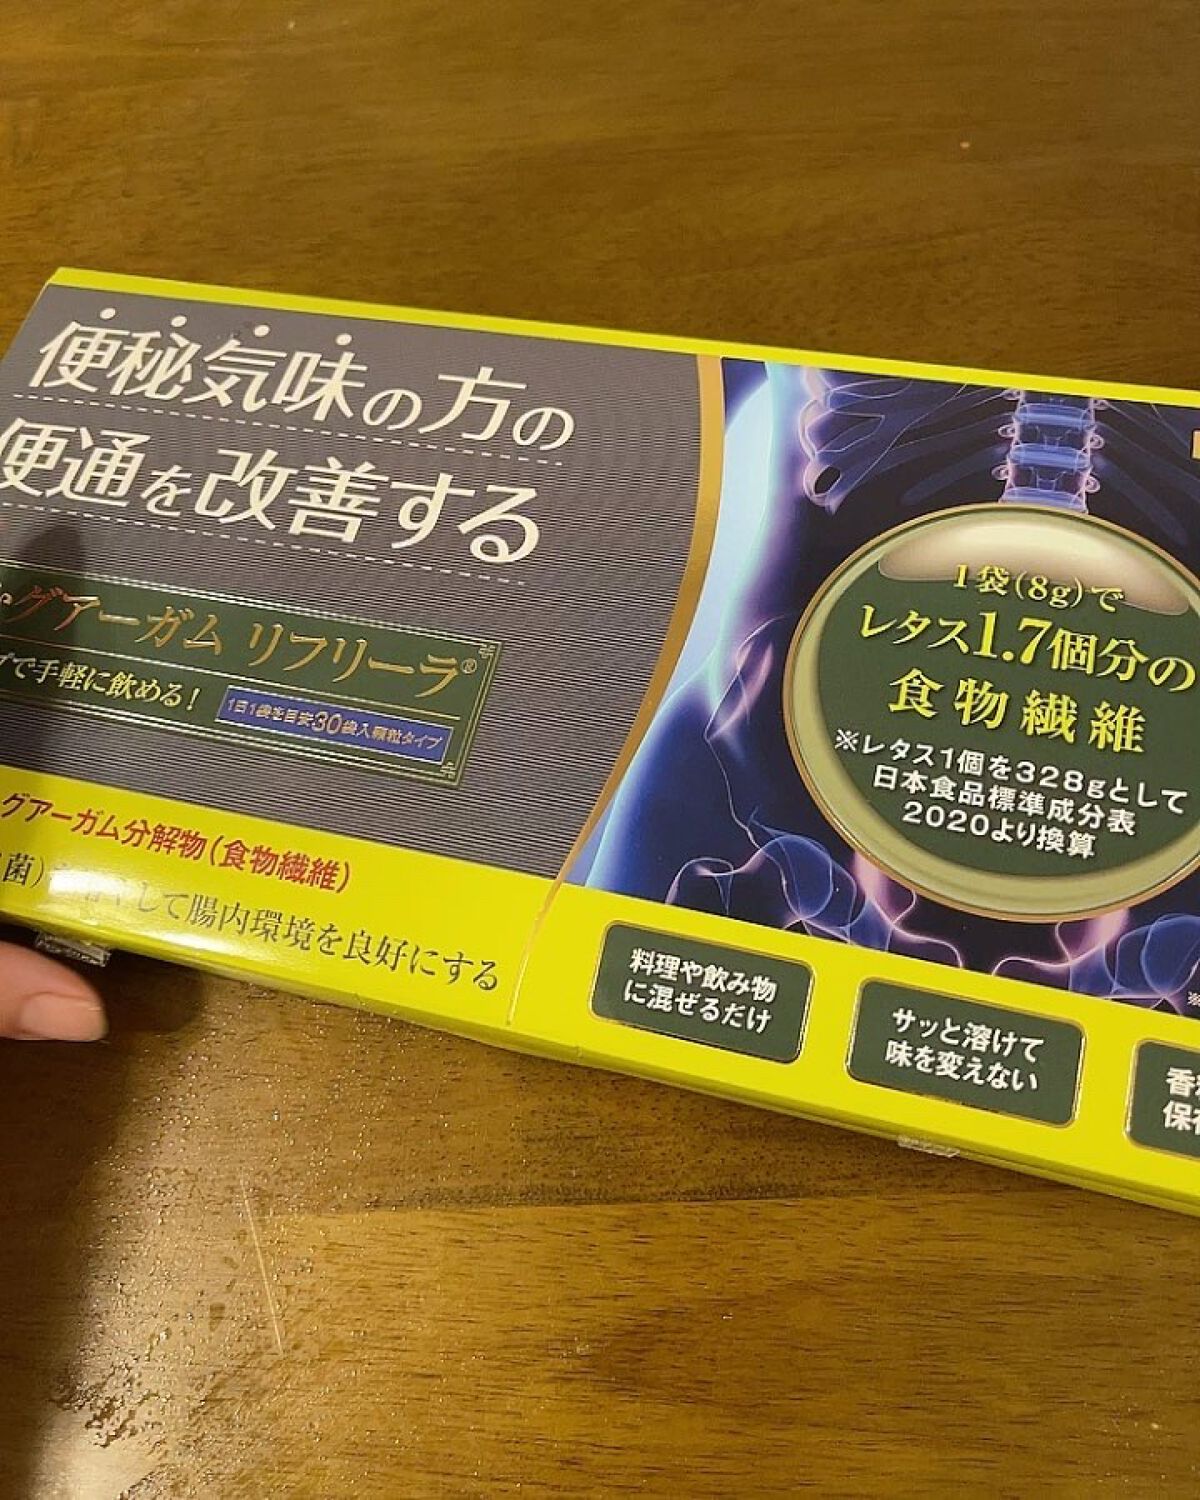 便秘気味の方の
便通を改善する
グアーガム リフリーラ®
で手軽に飲める！
1日1袋を目安30袋入顆粒タイプ
グアーガム分解物（食物繊維）
菌）
して腸内環境を良好にする
1袋（8g）で
レタス1.7個分の
食物繊維
※レタス1個を328gとして
日本食品標準成分表
2020より換算
料理や飲み物
に混ぜるだけ
サッと溶けて
味を変えない
香
保